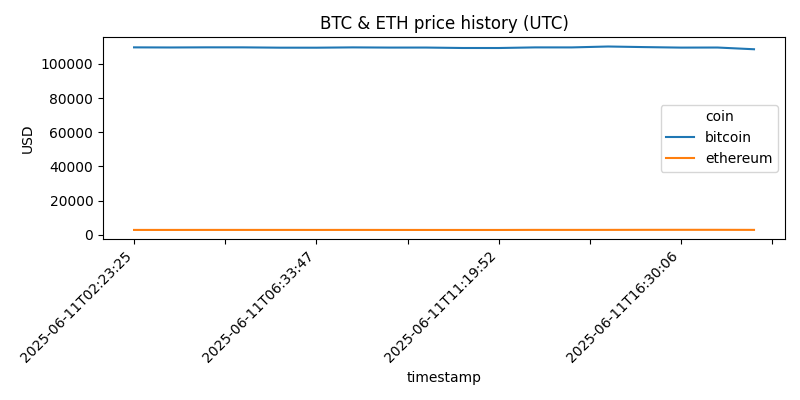 BTC & ETH price history (UTC)
100000
80000
60000
40000
20000
0
USD
coin
bitcoin
ethereum
2025-06-11T02:23:25
2025-06-11T06:33:47
2025-06-11T11:19:52
2025-06-11T16:30:06
timestamp